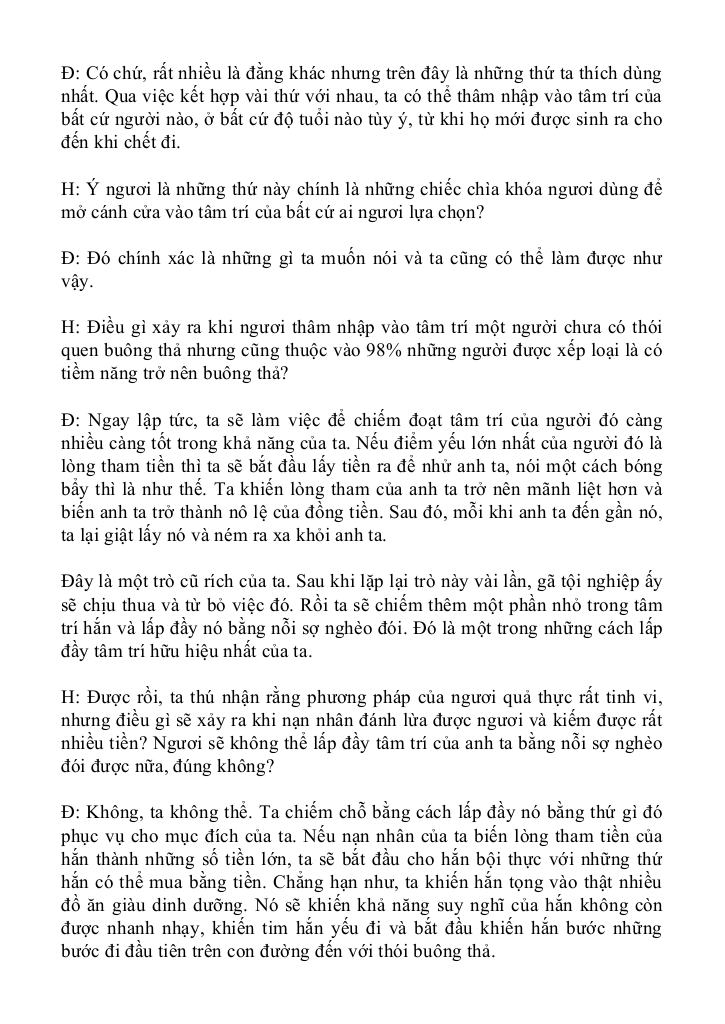 Đ: Có chứ, rất nhiều là đằng khác nhưng trên đây là những thứ ta thích dùng
nhất. Qua việc kết hợp vài thứ với nhau, ta có thể thâm nhập vào tâm trí của
bất cứ người nào, ở bất cứ độ tuổi nào tùy ý, từ khi họ mới được sinh ra cho
đến khi chết đi.
H: Ý ngươi là những thứ này chính là những chiếc chìa khóa ngươi dùng để
mở cánh cửa vào tâm trí của bất cứ ai ngươi lựa chọn?
Đ: Đó chính xác là những gì ta muốn nói và ta cũng có thể làm được như
vậy.
H: Điều gì xảy ra khi ngươi thâm nhập vào tâm trí một người chưa có thói
quen buông thả nhưng cũng thuộc vào 98% những người được xếp loại là có
tiềm năng trở nên buông thả?
Đ: Ngay lập tức, ta sẽ làm việc để chiếm đoạt tâm trí của người đó càng
nhiều càng tốt trong khả năng của ta. Nếu điểm yếu lớn nhất của người đó là
lòng tham tiền thì ta sẽ bắt đầu lấy tiền ra để nhử anh ta, nói một cách bóng
bẩy thì là như thế. Ta khiến lòng tham của anh ta trở nên mãnh liệt hơn và
biến anh ta trở thành nô lệ của đồng tiền. Sau đó, mỗi khi anh ta đến gần nó,
ta lại giật lấy nó và ném ra xa khỏi anh ta.
Đây là một trò cũ rích của ta. Sau khi lặp lại trò này vài lần, gã tội nghiệp ấy
sẽ chịu thua và từ bỏ việc đó. Rồi ta sẽ chiếm thêm một phần nhỏ trong tâm
trí hắn và lấp đầy nó bằng nỗi sợ nghèo đói. Đó là một trong những cách lấp
đầy tâm trí hữu hiệu nhất của ta.
H: Được rồi, ta thú nhận rằng phương pháp của ngươi quả thực rất tinh vi,
nhưng điều gì sẽ xảy ra khi nạn nhân đánh lừa được ngươi và kiếm được rất
nhiều tiền? Ngươi sẽ không thể lấp đầy tâm trí của anh ta bằng nỗi sợ nghèo
đói được nữa, đúng không?
Đ: Không, ta không thể. Ta chiếm chỗ bằng cách lấp đầy nó bằng thứ gì đó
phục vụ cho mục đích của ta. Nếu nạn nhân của ta biến lòng tham tiền của
hắn thành những số tiền lớn, ta sẽ bắt đầu cho hắn bội thực với những thứ
hắn có thể mua bằng tiền. Chẳng hạn như, ta khiến hắn tọng vào thật nhiều
đồ ăn giàu dinh dưỡng. Nó sẽ khiến khả năng suy nghĩ của hắn không còn
được nhanh nhạy, khiến tim hắn yếu đi và bắt đầu khiến hắn bước những
bước đi đầu tiên trên con đường đến với thói buông thả.